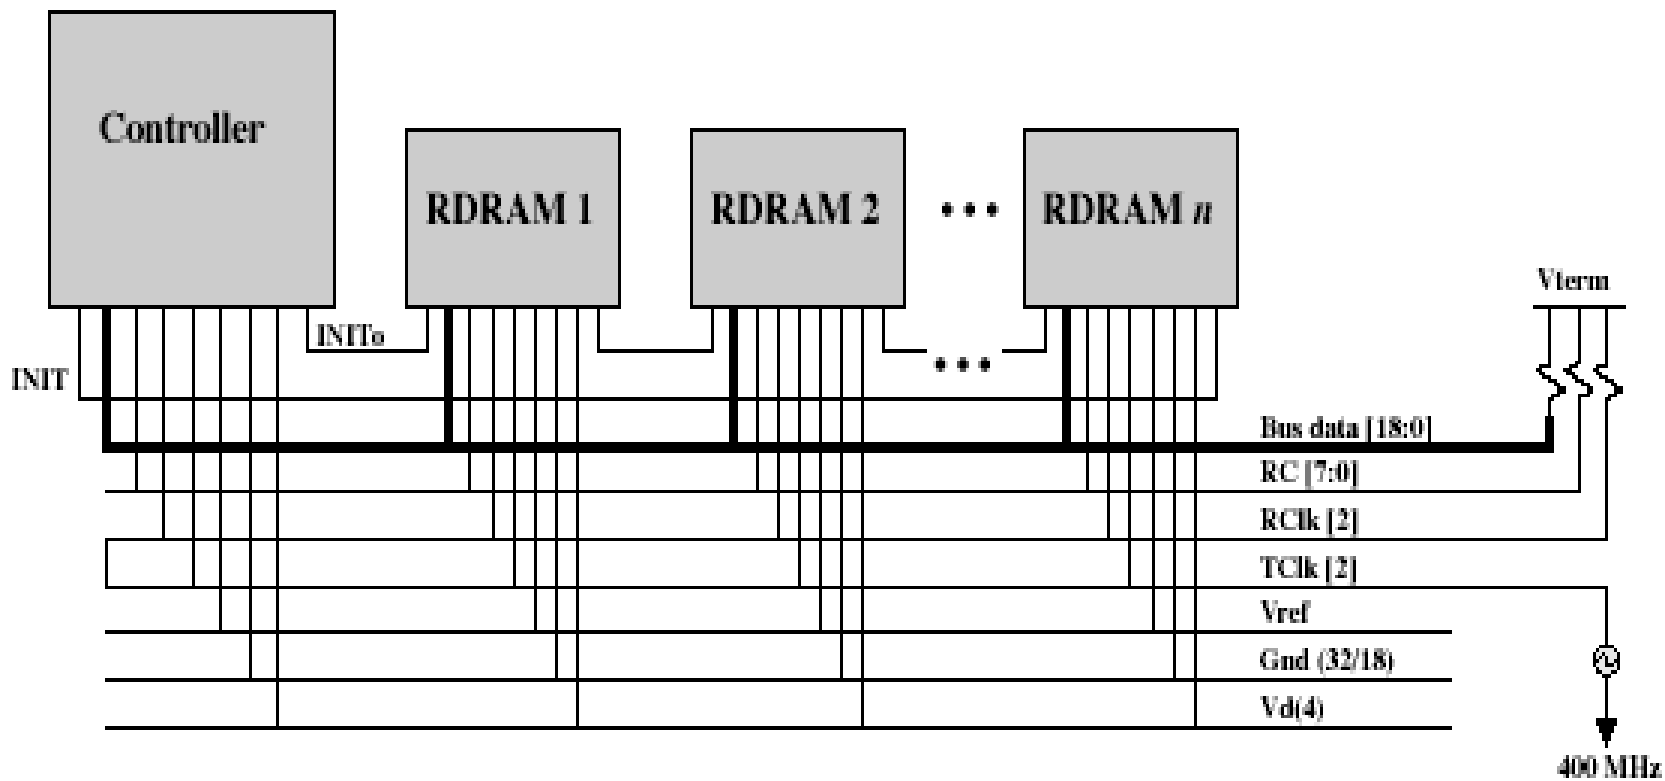 Controller
RDRAM 1
RDRAM 2
•••
RDRAM n
Vterm
INITo
•••
INIT
Bus data [18:0]
RC [7:0]
RClk [2]
TClk [2]
Vref
Gnd (32/18)
Vd(4)
400 MHz